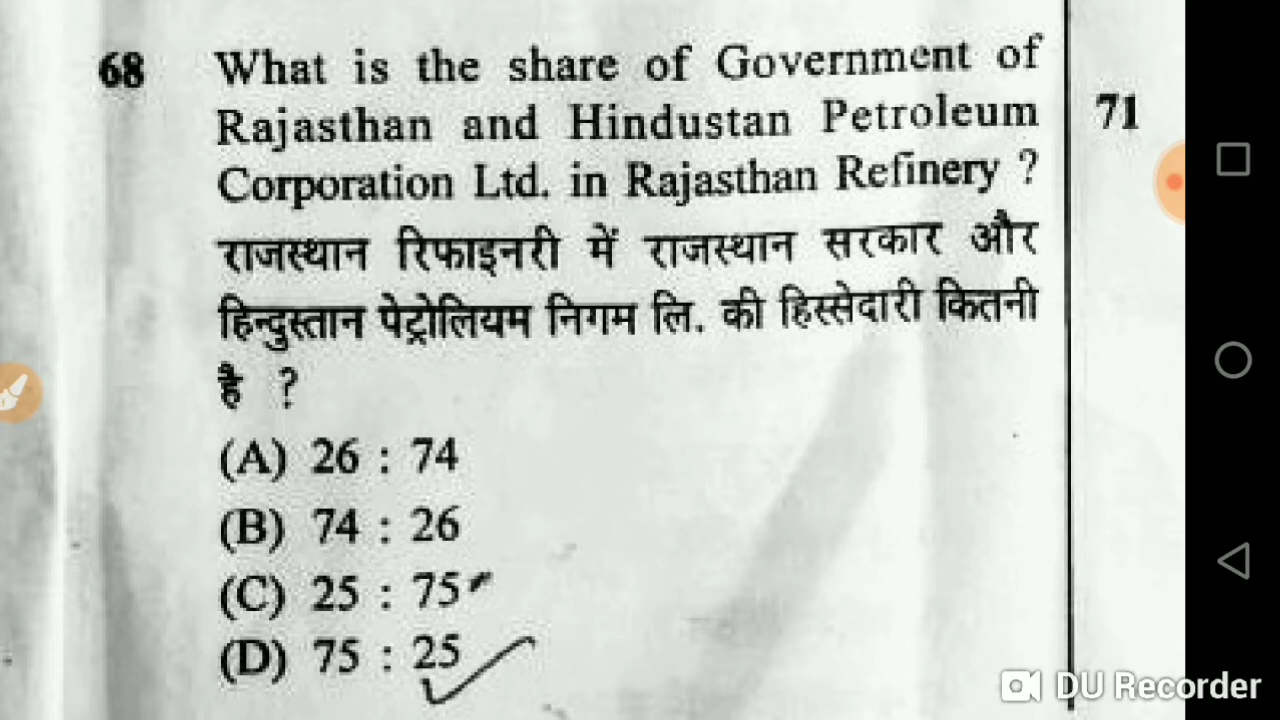 68
What is the share of Government of
Rajasthan and Hindustan Petroleum
Corporation Ltd. in Rajasthan Refinery ?
राजस्थान रिफाइनरी में राजस्थान सरकार और
हिन्दुस्तान पेट्रोलियम निगम लि. की हिस्सेदारी कितनी
है ?
(A) 26 : 74
(B) 74 : 26
(C) 25 : 75
(D) 75 : 25
71
DU Recorder